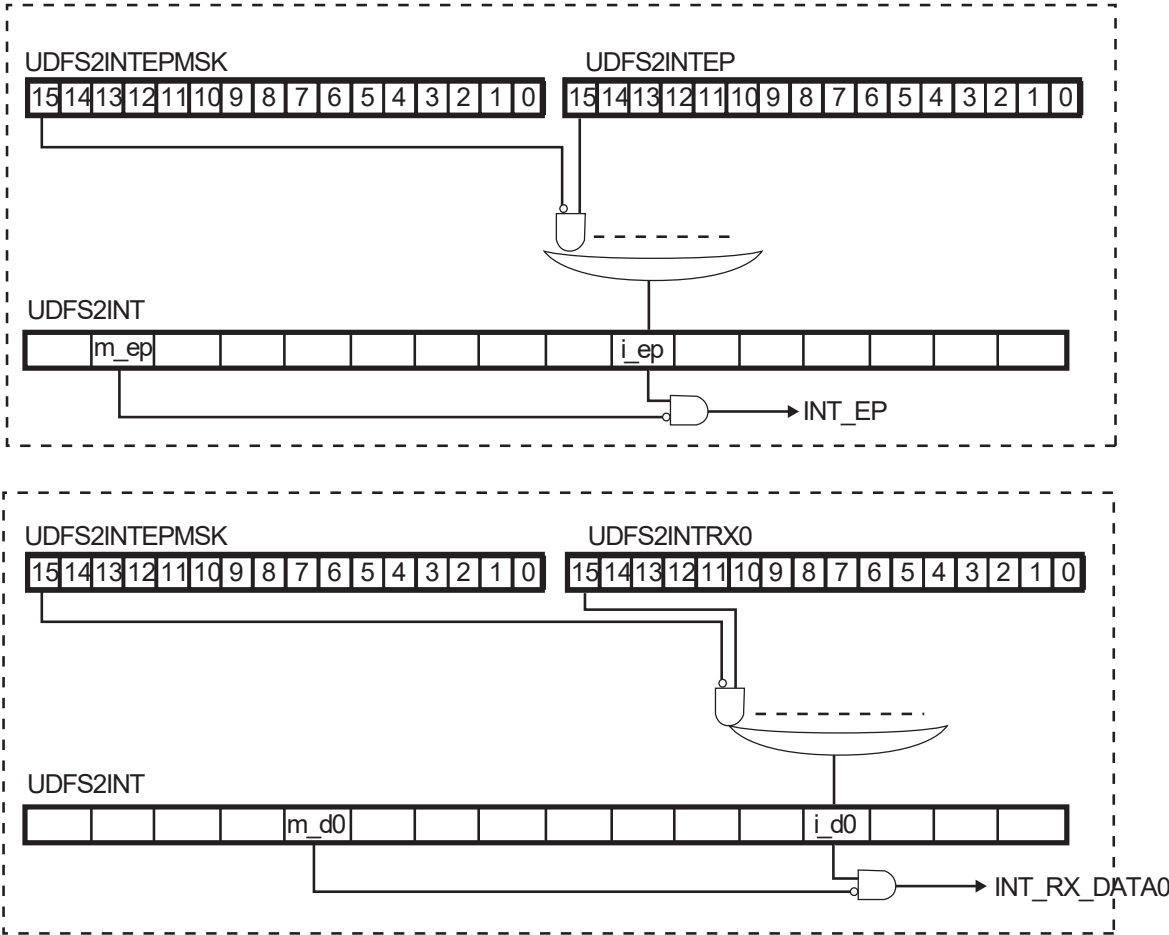 UDFS2INTEPMSK UDFS2INTEP
15 14 13 12 11 10 9 8 7 6 5 4 3 2 1 0 15 14 13 12 11 10 9 8 7 6 5 4 3 2 1 0
UDFS2INT
m_ep i_ep
INT_EP
UDFS2INTEPMSK UDFS2INTRX0
15 14 13 12 11 10 9 8 7 6 5 4 3 2 1 0 15 14 13 12 11 10 9 8 7 6 5 4 3 2 1 0
UDFS2INT
m_d0 i_d0
INT_RX_DATA0